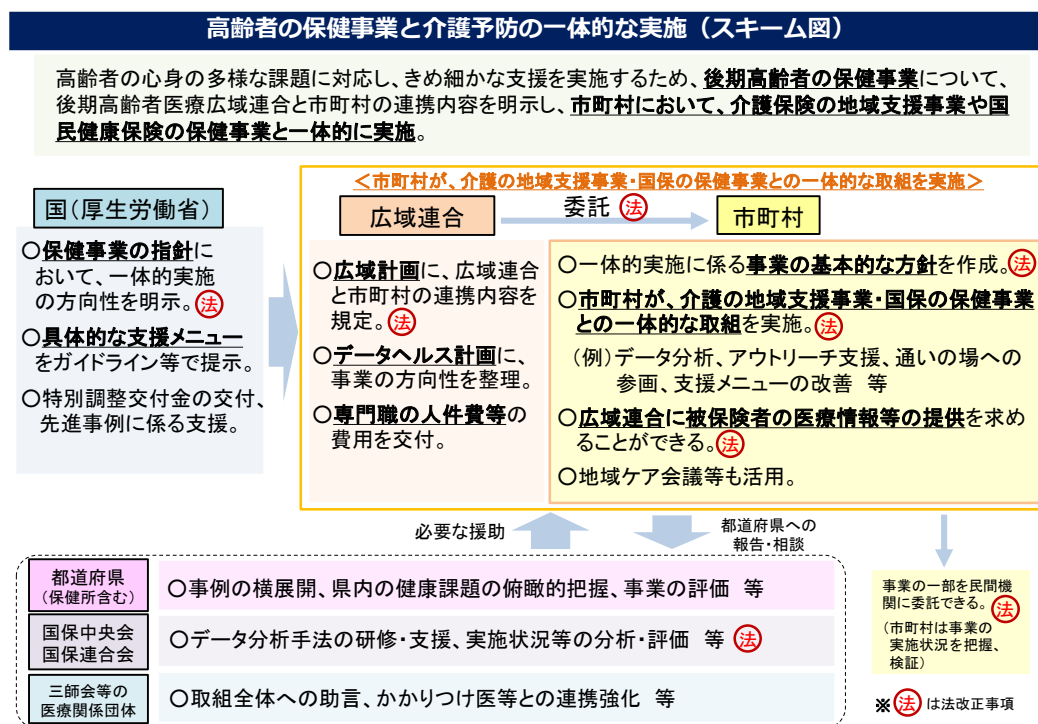 高齢者の保健事業と介護予防の一体的な実施（スキーム図）
高齢者の心身の多様な課題に対応し、きめ細かな支援を実施するため、後期高齢者の保健事業について、
後期高齢者医療広域連合と市町村の連携内容を明示し、市町村において、介護保険の地域支援事業や国
民健康保険の保健事業と一体的に実施。
＜市町村が、介護の地域支援事業・国保の保健事業との一体的な取組を実施＞
国（厚生労働省）
○保健事業の指針に
おいて、一体的実施
の方向性を明示。法
○具体的な支援メニュー
をガイドライン等で提示。
○特別調整交付金の交付、
先進事例に係る支援。
広域連合
委託 法
市町村
○広域計画に、広域連合
と市町村の連携内容を
規定。法
○データヘルス計画に、
事業の方向性を整理。
○専門職の人件費等の
費用を交付。
○一体的実施に係る事業の基本的な方針を作成。法
○市町村が、介護の地域支援事業・国保の保健事業
との一体的な取組を実施。法
（例）データ分析、アウトリーチ支援、通いの場への
参画、支援メニューの改善 等
○広域連合に被保険者の医療情報等の提供を求め
ることができる。法
○地域ケア会議等も活用。
必要な援助
都道府県への
報告・相談
都道府県
（保健所含む）
○事例の横展開、県内の健康課題の俯瞰的把握、事業の評価 等
国保中央会
国保連合会
○データ分析手法の研修・支援、実施状況等の分析・評価 等 法
三師会等の
医療関係団体
○取組全体への助言、かかりつけ医等との連携強化 等
事業の一部を民間機
関に委託できる。法
（市町村は事業の
実施状況を把握、
検証）
※法は法改正事項